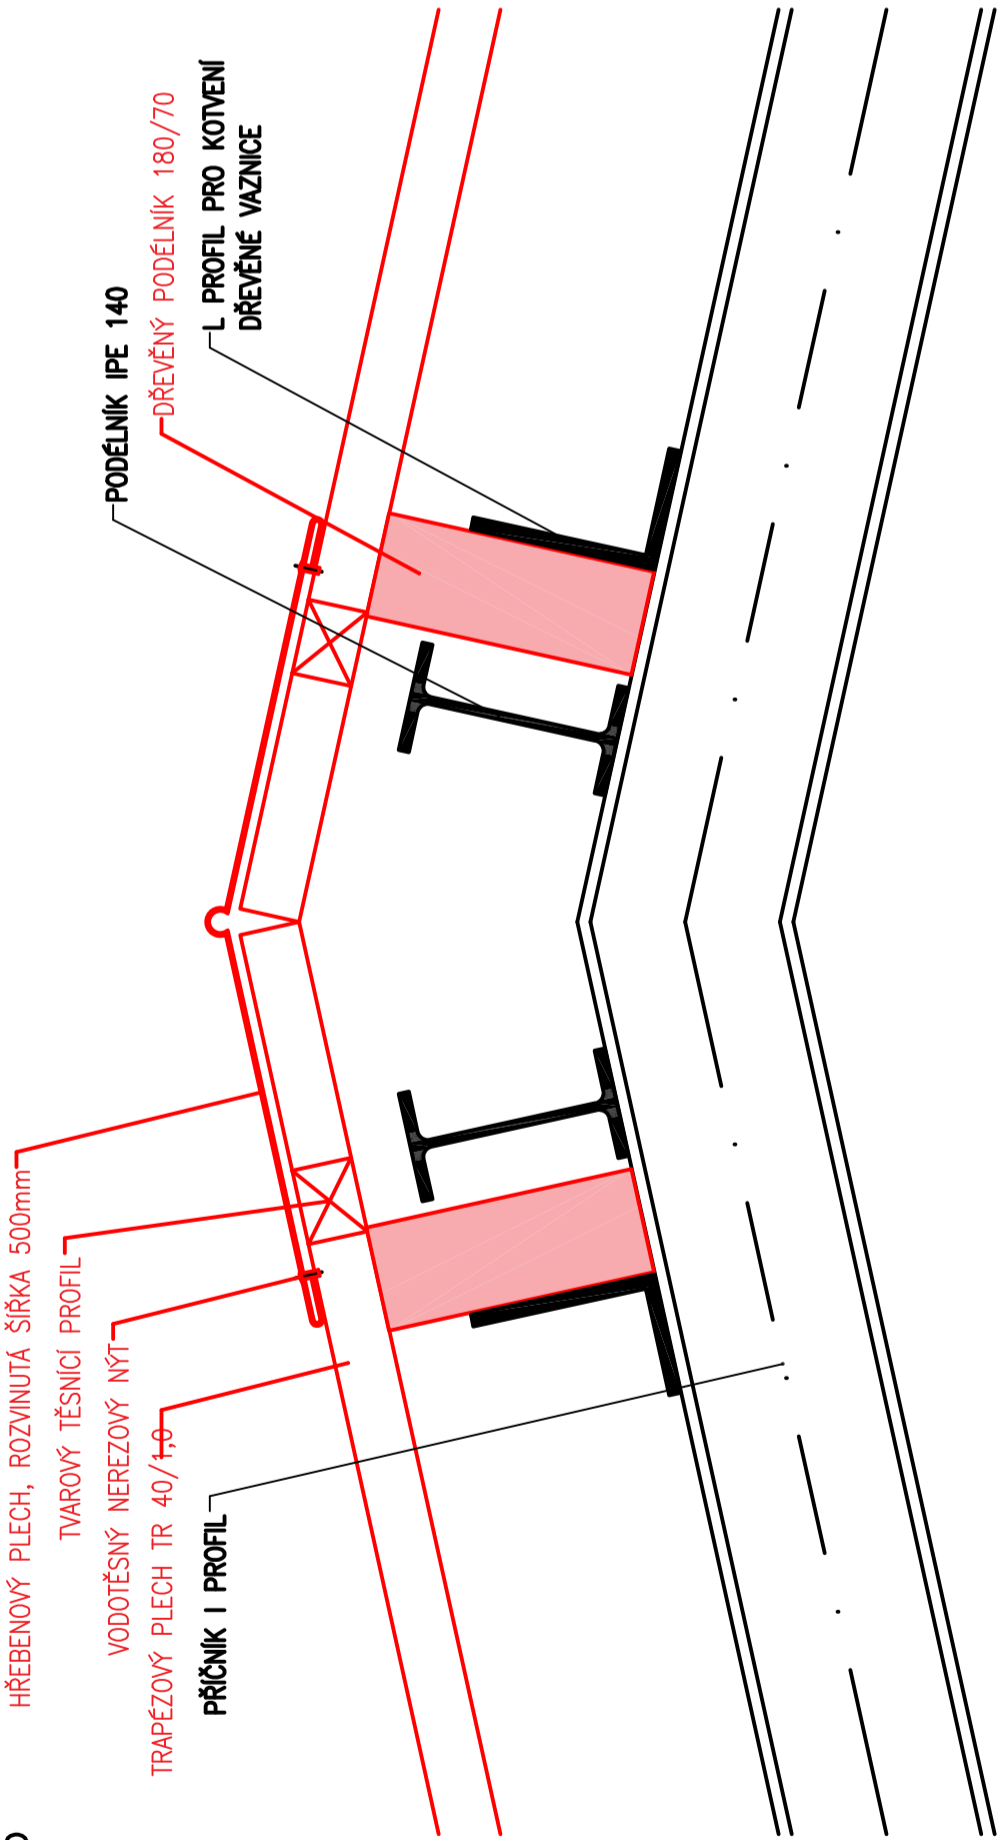 HŘEBENOVÝ PLECH, ROZVINUTÁ ŠÍŘKA 500mm
TVAROVÝ TĚSNÍCÍ PROFIL
VODOTĚSNÝ NEREZOVÝ NÝT
TRAPÉZOVÝ PLECH TR 40/1,0
PŘÍČNÍK I PROFIL
PODÉLNÍK IPE 140
DŘEVĚNÝ PODÉLNÍK 180/70
L PROFIL PRO KOTVENÍ
DŘEVĚNÉ VAZNICE